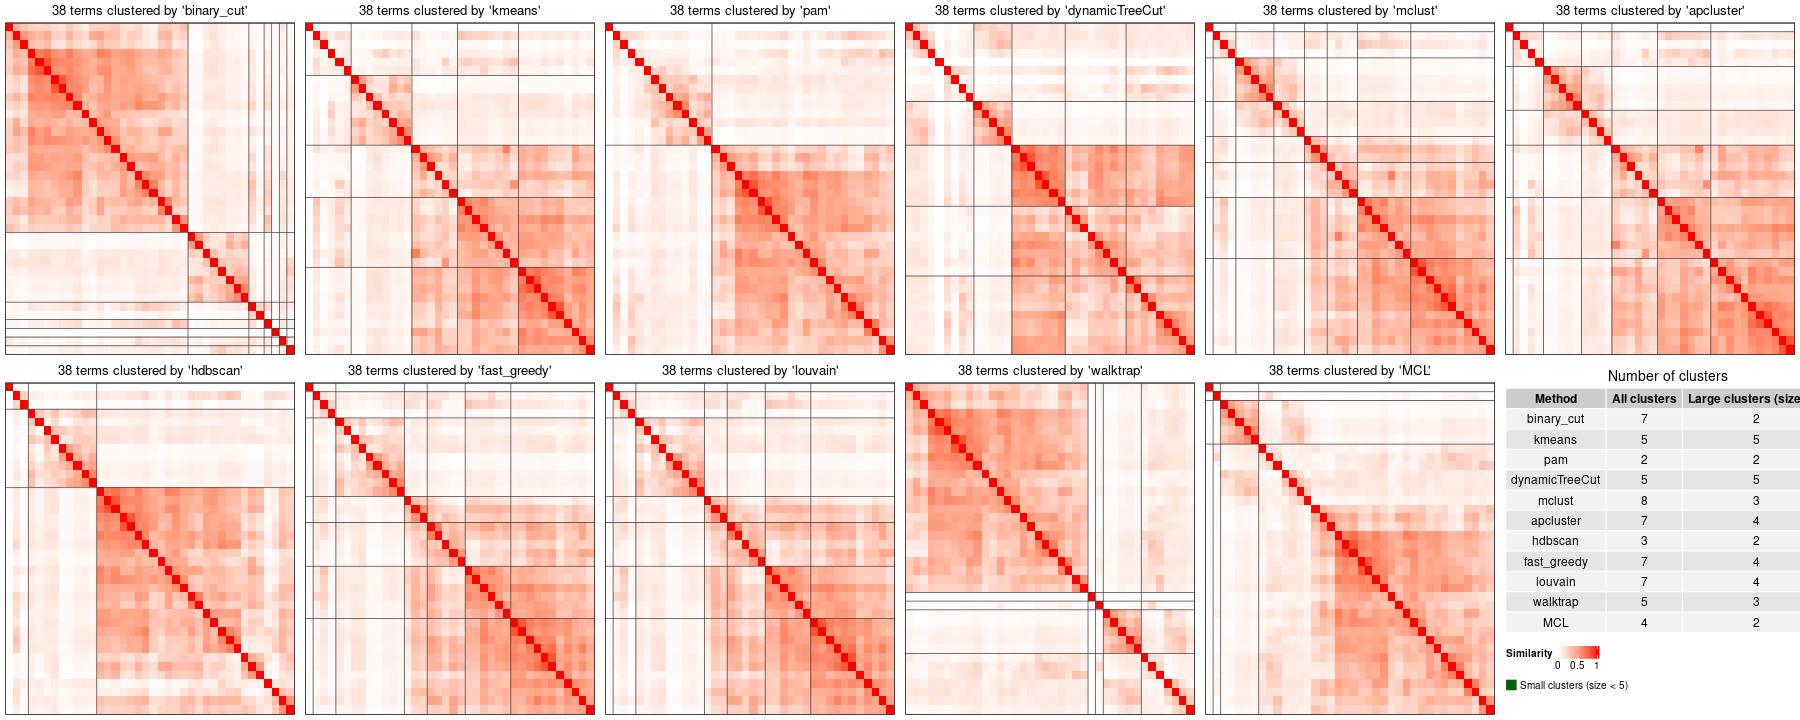 38 terms clustered by 'binary_cut'
38 terms clustered by 'kmeans'
38 terms clustered by 'pam'
38 terms clustered by 'dynamicTreeCut'
38 terms clustered by 'mclust'
38 terms clustered by 'apcluster'
38 terms clustered by 'hdbscan'
38 terms clustered by 'fast_greedy'
38 terms clustered by 'louvain'
38 terms clustered by 'walktrap'
38 terms clustered by 'MCL'
Number of clusters
Method All clusters Large clusters (size
binary_cut 7 2
kmeans 5 5
pam 2 2
dynamicTreeCut 5 5
mclust 8 3
apcluster 7 4
hdbscan 3 2
fast_greedy 7 4
louvain 7 4
walktrap 5 3
MCL 4 2
Similarity
0 0.5 1
Small clusters (size < 5)